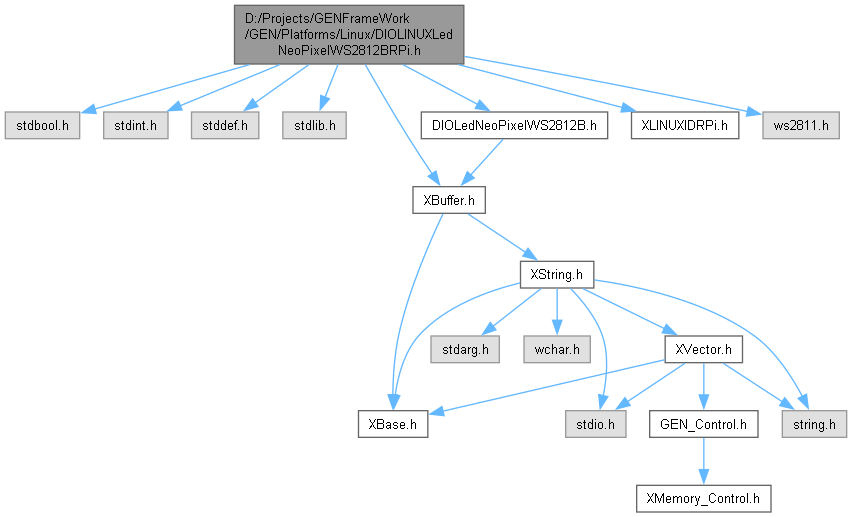 D:/Projects/GENFrameWork
/GEN/Platforms/Linux/DIOLINUXLed
NeoPixelWS2812BRPi.h
stdbool.h
stdint.h
stddef.h
stdlib.h
DIOLedNeoPixelWS2812B.h
XLINUXIDRPi.h
ws2811.h
XBuffer.h
XString.h
stdarg.h
wchar.h
XVector.h
XBase.h
stdio.h
GEN_Control.h
string.h
XMemory_Control.h